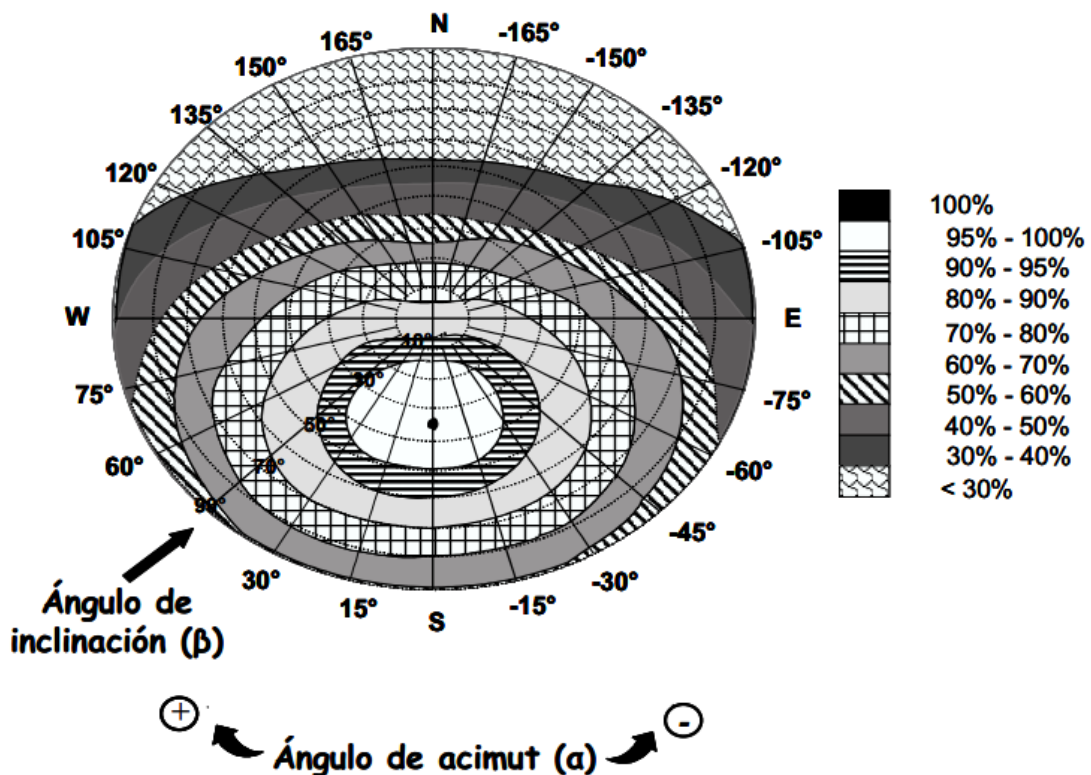 N
165°
-165°
150°
-150°
135°
-135°
120°
-120°
105°
-105°
W
E
75°
-75°
60°
-60°
-45°
30°
-30°
15°
-15°
S
10°
30°
50°
70°
90°
100%
95% - 100%
90% - 95%
80% - 90%
70% - 80%
60% - 70%
50% - 60%
40% - 50%
30% - 40%
< 30%
Ángulo de
inclinación (β)
+
-
Ángulo de acimut (α)